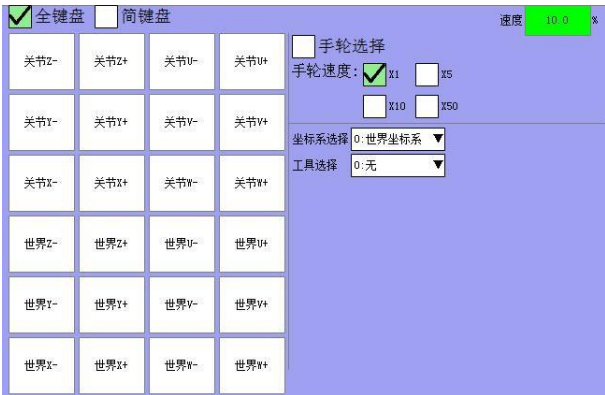 全键盘 简键盘 速度 10.0 %
手轮选择
手轮速度: X1 X5
X10 X50
坐标系选择 0:世界坐标系
工具选择 0:无
关节Z- 关节Z+ 关节U- 关节U+
关节Y- 关节Y+ 关节V- 关节V+
关节X- 关节X+ 关节W- 关节W+
世界Z- 世界Z+ 世界U- 世界U+
世界Y- 世界Y+ 世界V- 世界V+
世界X- 世界X+ 世界W- 世界W+